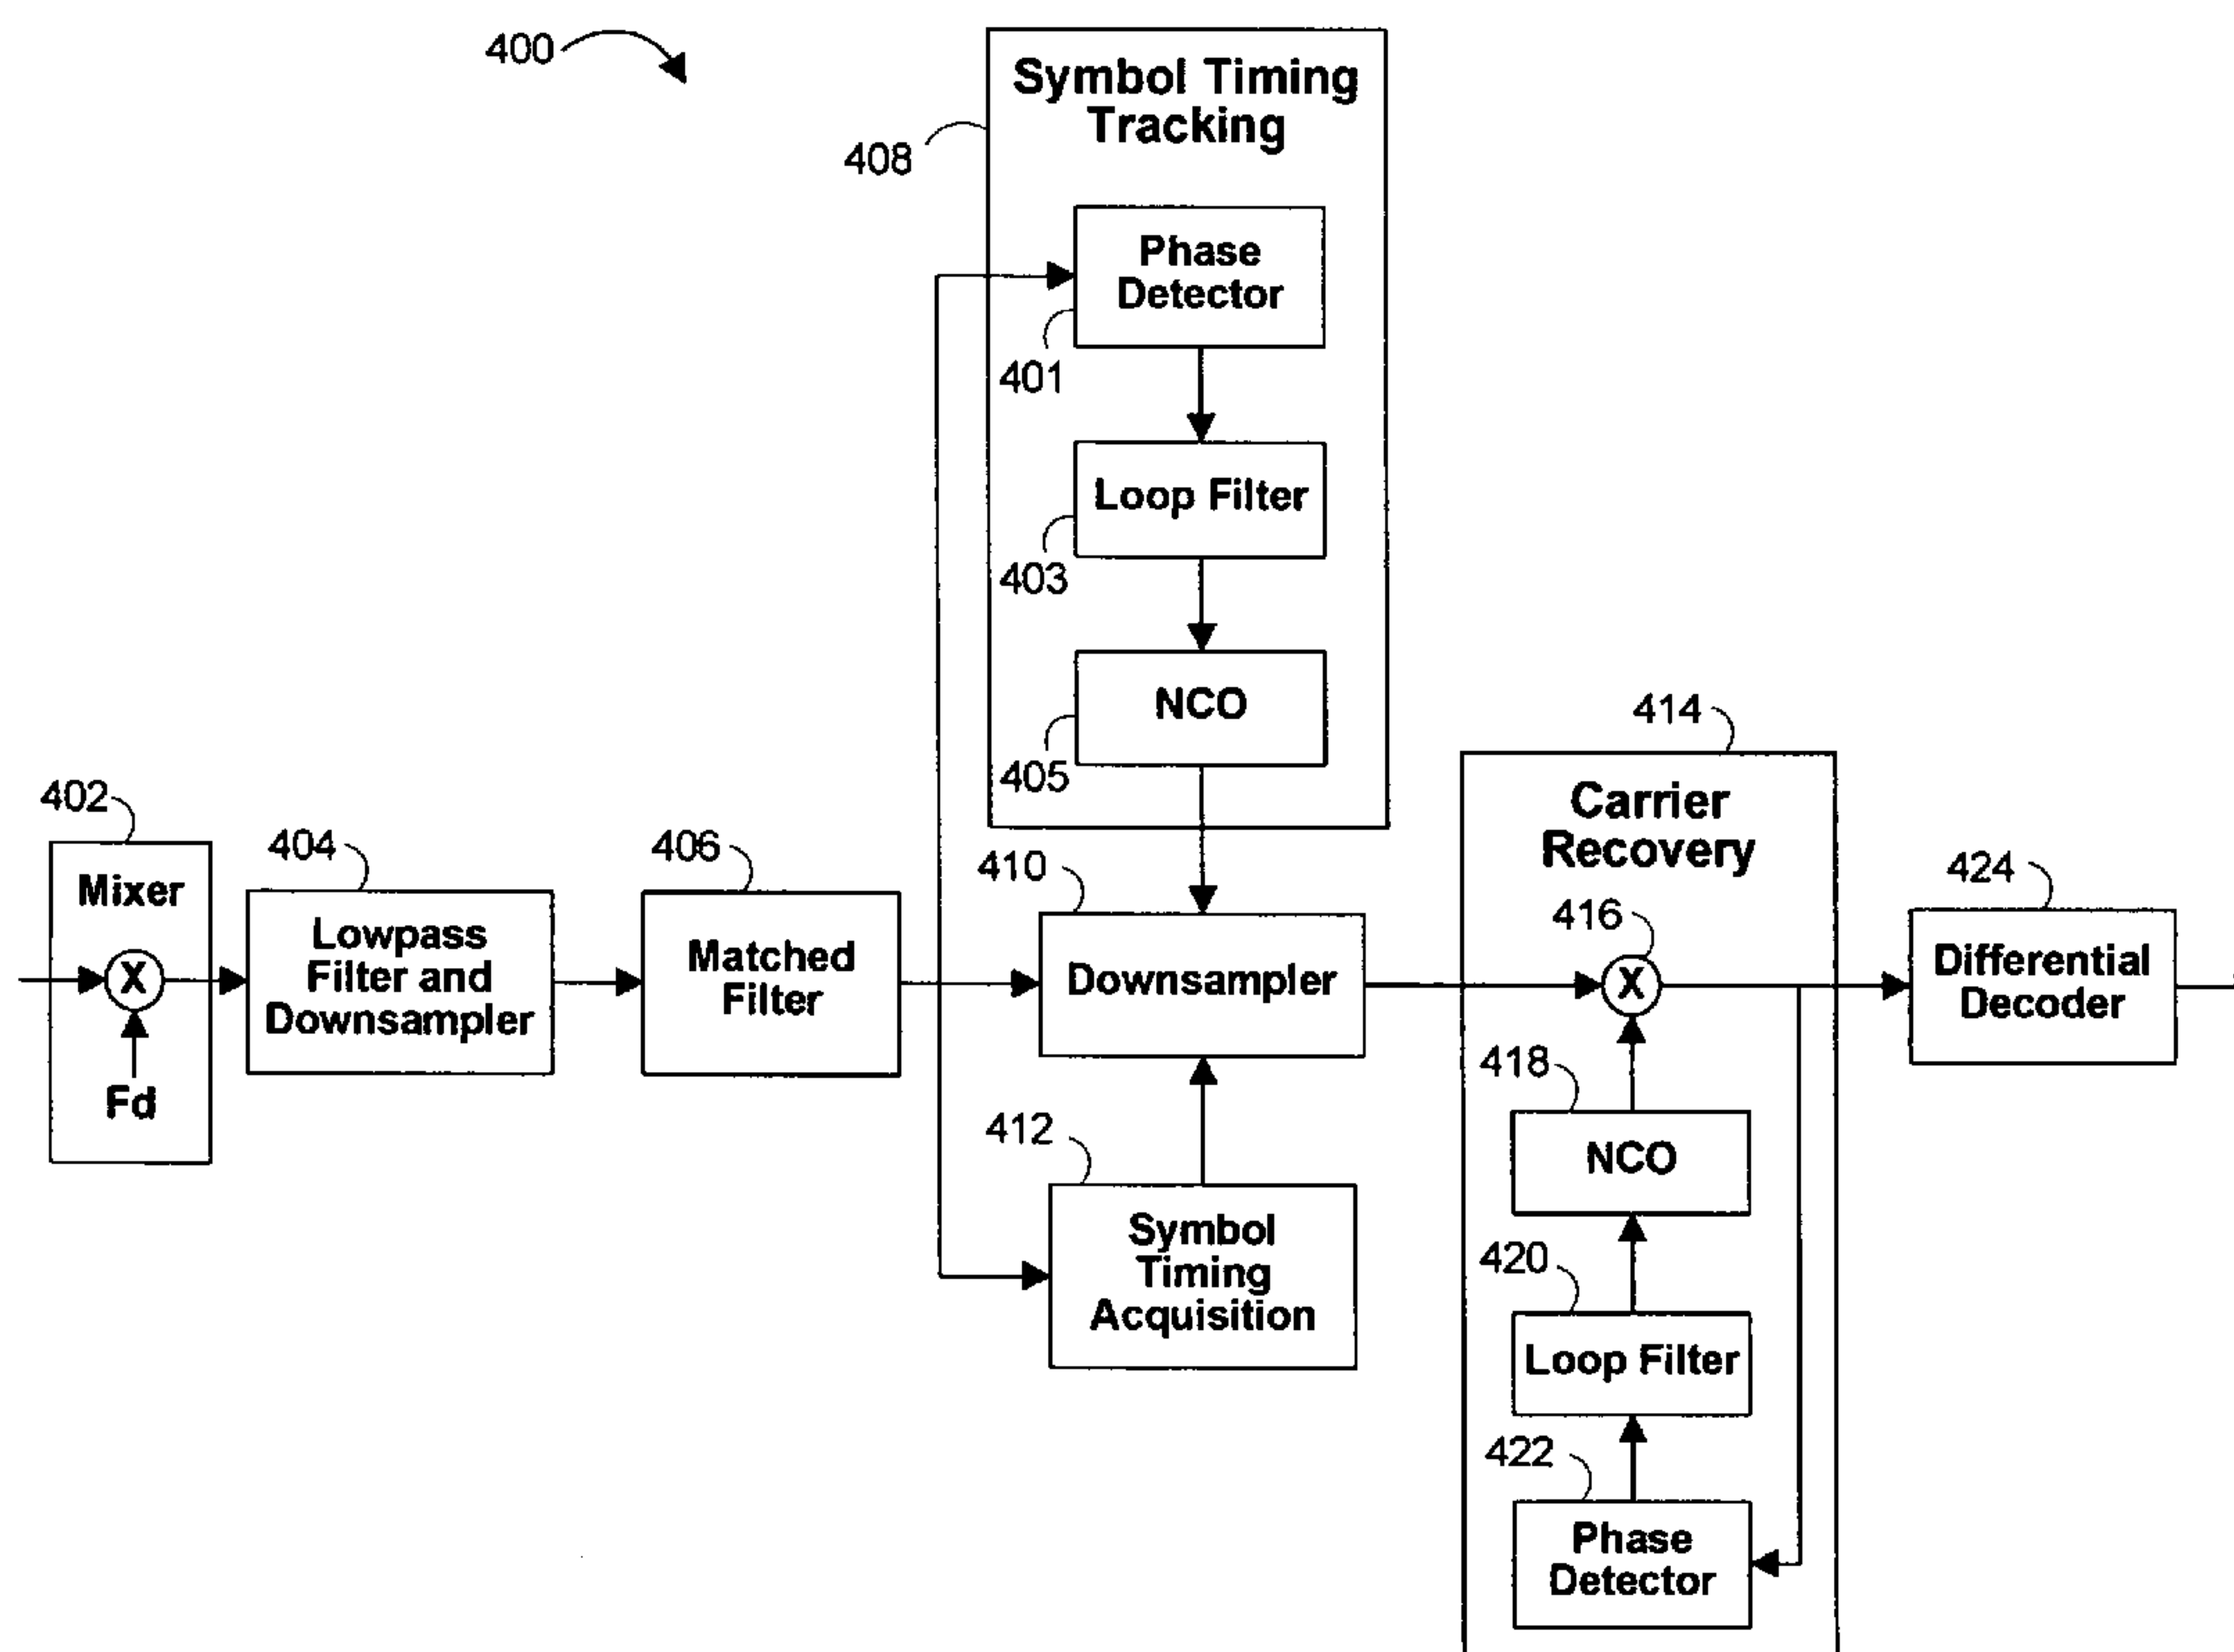 400
Symbol Timing
Tracking
408
Phase
Detector
401
Loop Filter
403
NCO
405
402
Mixer
X
Fd
404
Lowpass
Filter and
Downsampler
406
Matched
Filter
410
Downsampler
412
Symbol
Timing
Acquisition
414
Carrier
Recovery
416
X
418
NCO
420
Loop Filter
422
Phase
Detector
424
Differential
Decoder